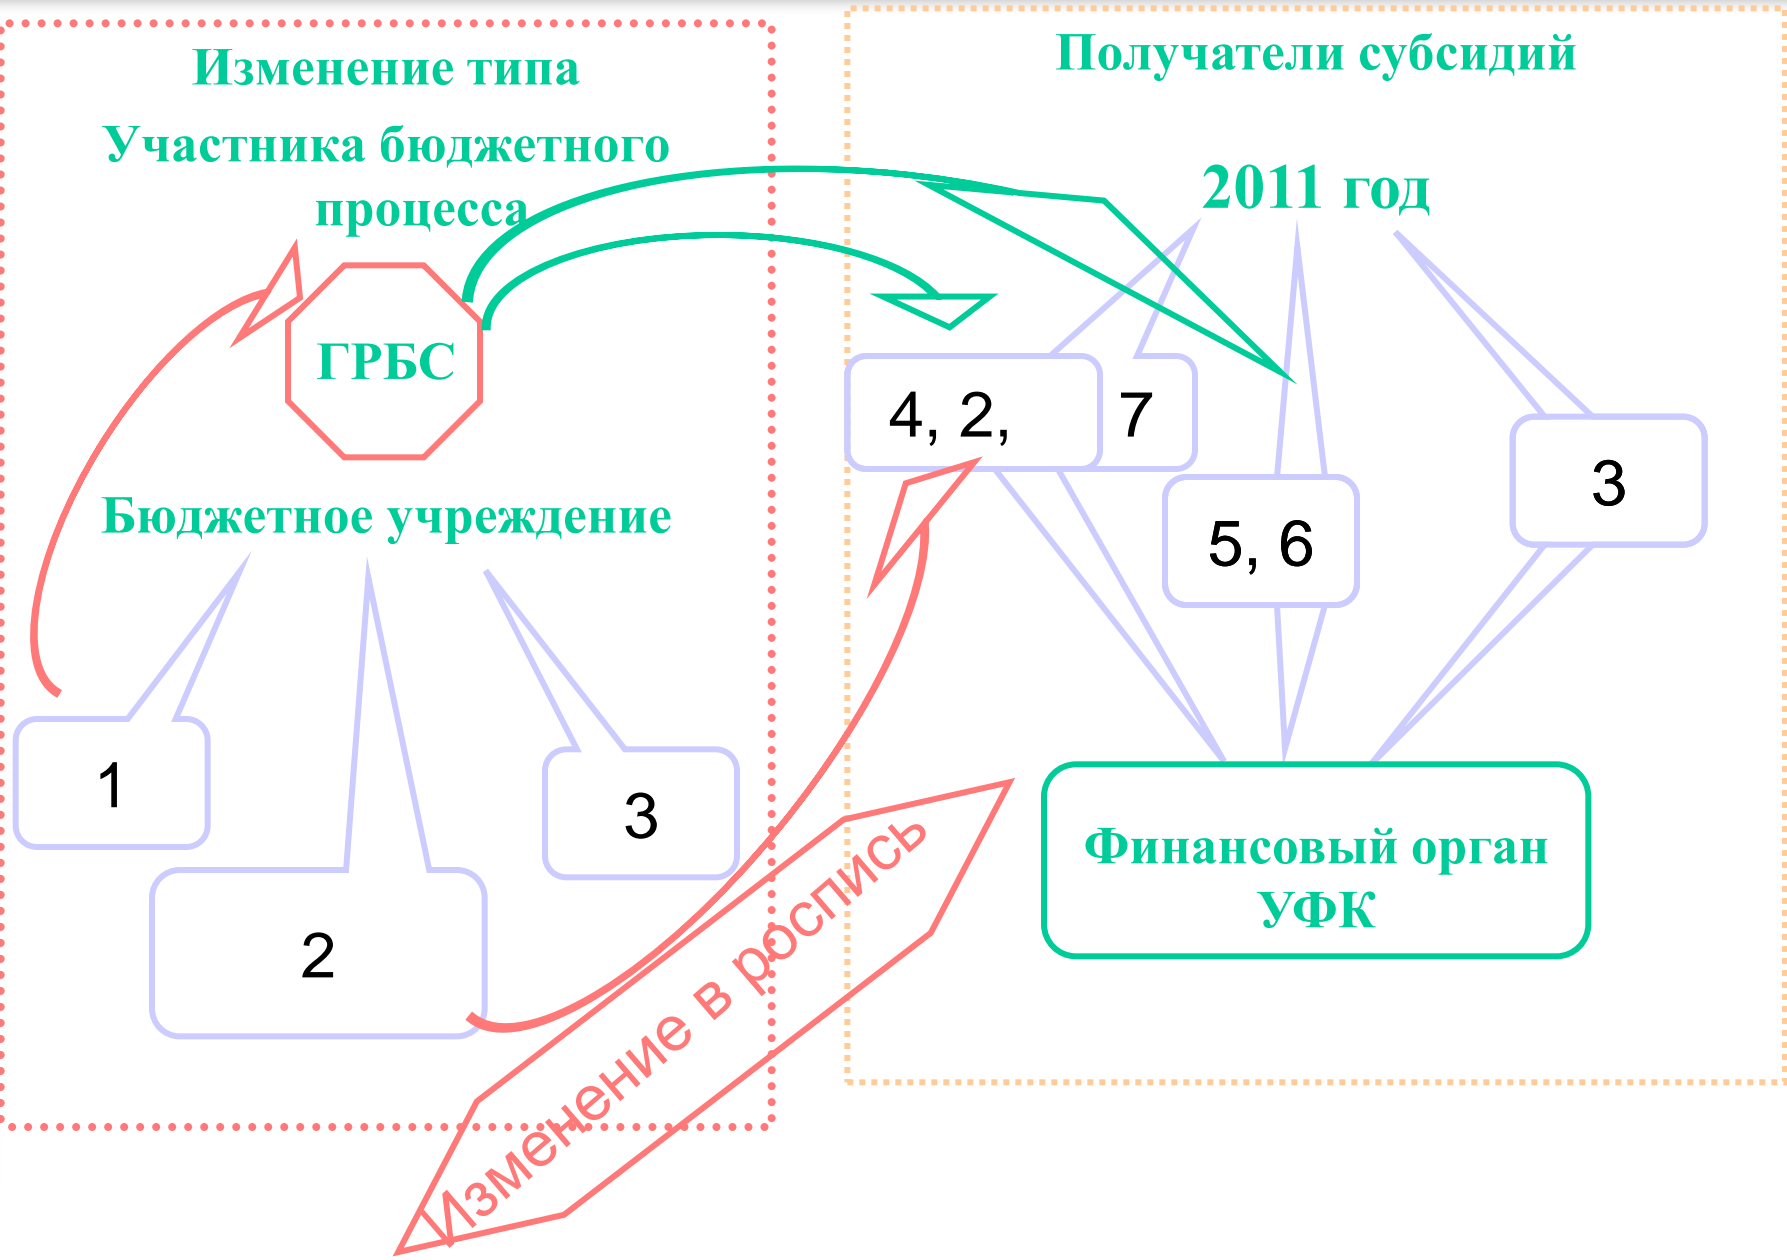 Изменение типа
Участника бюджетного
процесса
ГРБС
Бюджетное учреждение
1
2
3
Получатели субсидий
2011 год
4, 2,
7
5, 6
3
Финансовый орган
УФК
Изменение в роспись